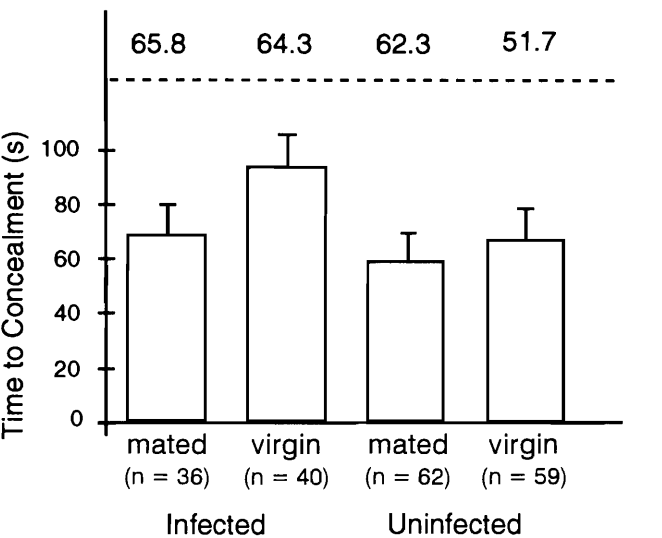 65.8 64.3 62.3 51.7
Time to Concealment (s)
100
80
60
40
20
0
mated virgin mated virgin
(n = 36) (n = 40) (n = 62) (n = 59)
Infected Uninfected